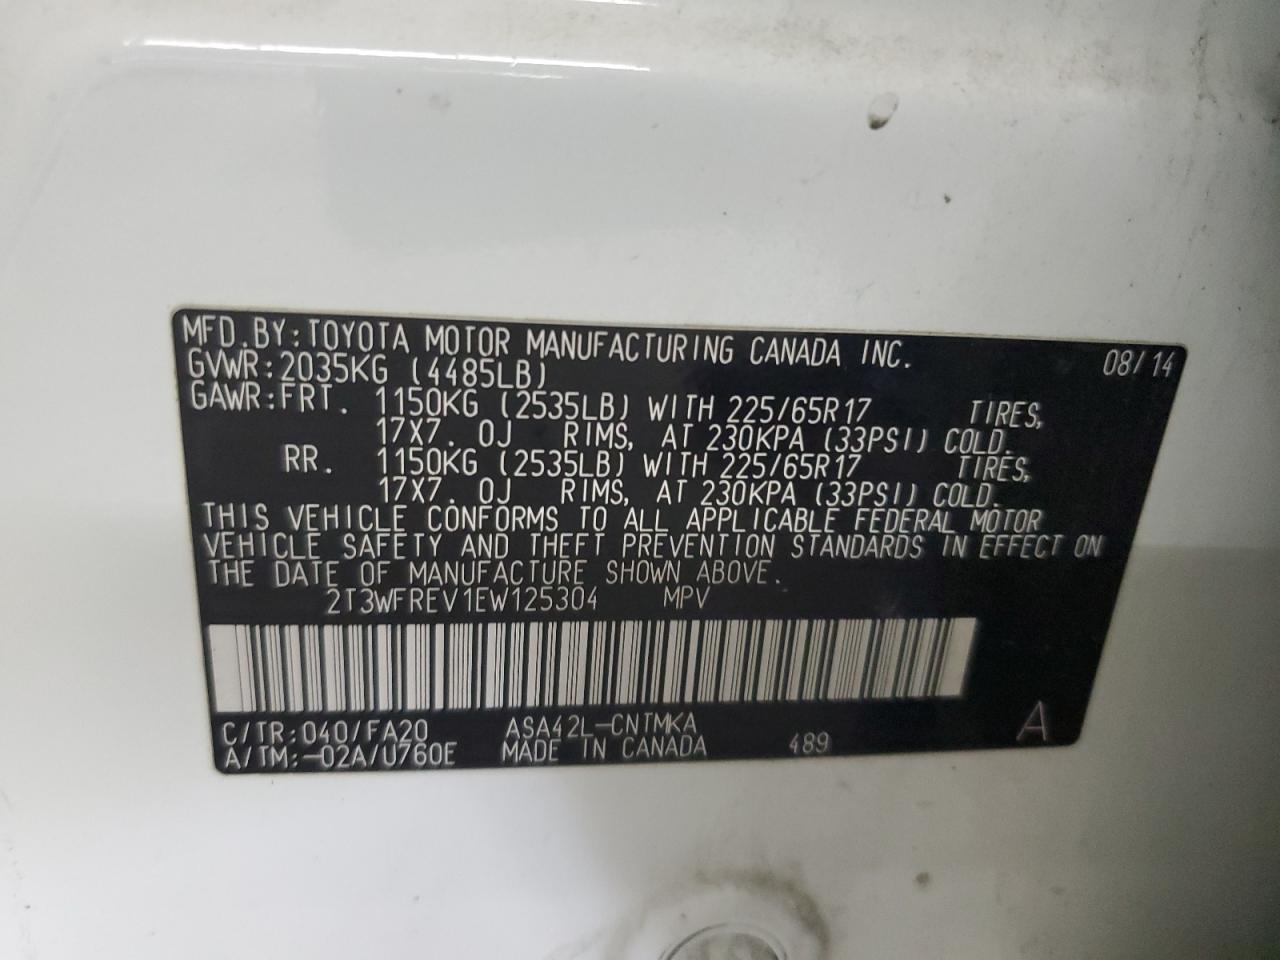 MFD.BY:TOYOTA MOTOR MANUFACTURING CANADA INC. 08/14
GVWR:2035KG (4485LB)
GAWR:FRT. 1150KG (2535LB) WITH 225/65R17 TIRES,
17X7.0J RIMS, AT 230KPA (33PSI) COLD.
RR. 1150KG (2535LB) WITH 225/65R17 TIRES,
17X7.0J RIMS, AT 230KPA (33PSI) COLD.
THIS VEHICLE CONFORMS TO ALL APPLICABLE FEDERAL MOTOR
VEHICLE SAFETY AND THEFT PREVENTION STANDARDS IN EFFECT ON
THE DATE OF MANUFACTURE SHOWN ABOVE.
2T3WFREV1EW125304 MPV
C/TR:040/FA20 ASA42L-CNTMKA A
A/TM:-02A/U760E MADE IN CANADA 489